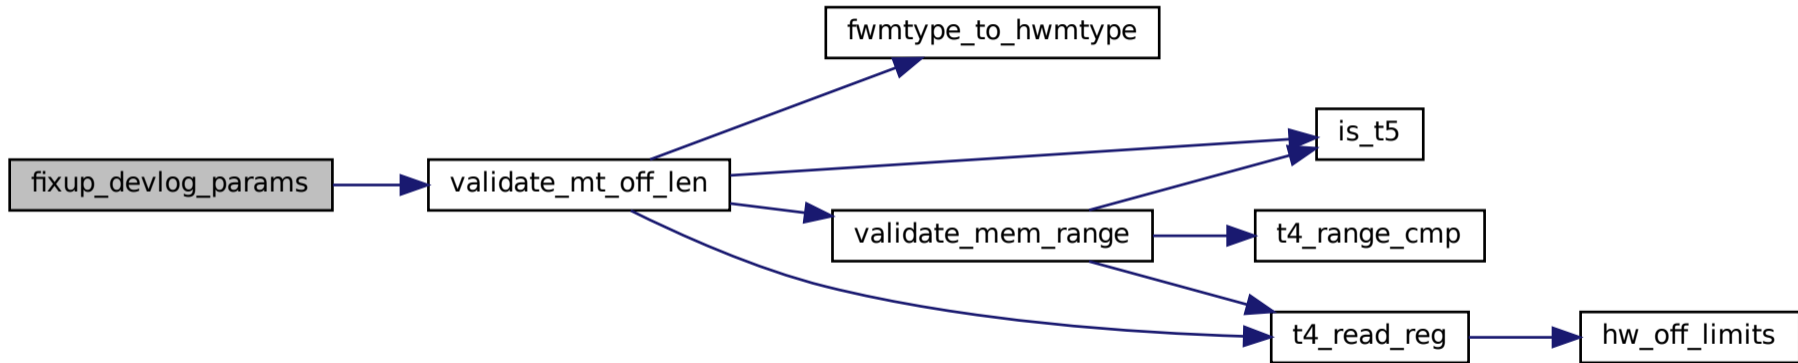 fwmtype_to_hwmtype
is_t5
fixup_devlog_params
validate_mt_off_len
validate_mem_range
t4_range_cmp
t4_read_reg
hw_off_limits